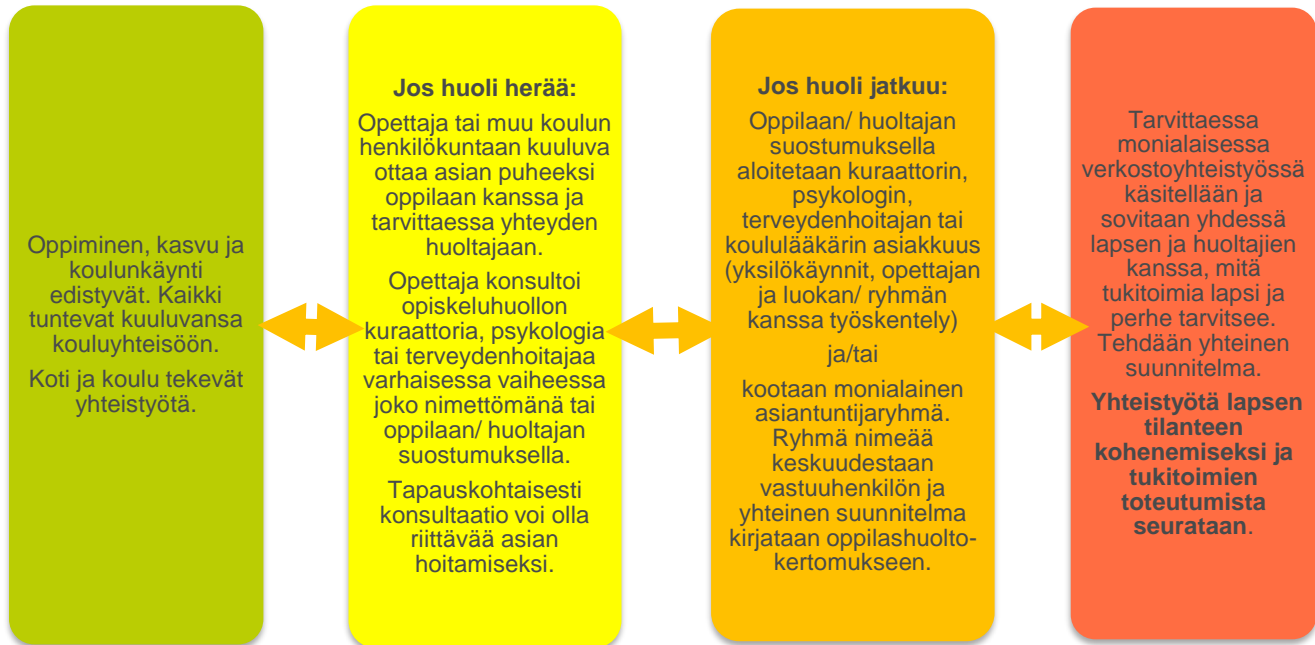 Oppiminen, kasvu ja
koulunkäynti
edistyvät. Kaikki
tuntevat kuuluvansa
kouluyhteisöön.
Koti ja koulu tekevät
yhteistyötä.
Jos huoli herää:
Opettaja tai muu koulun
henkilökuntaan kuuluva
ottaa asian puheeksi
oppilaan kanssa ja
tarvittaessa yhteyden
huoltajaan.
Opettaja konsultoi
opiskeluhuollon
kuraattoria, psykologia
tai terveydenhoitajaa
varhaisessa vaiheessa
joko nimettömänä tai
oppilaan/ huoltajan
suostumuksella.
Tapauskohtaisesti
konsultaatio voi olla
riittävää asian
hoitamiseksi.
Jos huoli jatkuu:
Oppilaan/ huoltajan
suostumuksella
aloitetaan kuraattorin,
psykologin,
terveydenhoitajan tai
koululääkärin asiakkuus
(yksilökäynnit, opettajan
ja luokan/ ryhmän
kanssa työskentely)
ja/tai
kootaan monialainen
asiantuntijaryhmä.
Ryhmä nimeää
keskuudestaan
vastuuhenkilön ja
yhteinen suunnitelma
kirjataan oppilashuolto-
kertomukseen.
Tarvittaessa
monialaisessa
verkostoyhteistyössä
käsitellään ja
sovitaan yhdessä
lapsen ja huoltajien
kanssa, mitä
tukitoimia lapsi ja
perhe tarvitsee.
Tehdään yhteinen
suunnitelma.
Yhteistyötä lapsen
tilanteen
kohenemiseksi ja
tukitoimien
toteutumista
seurataan.